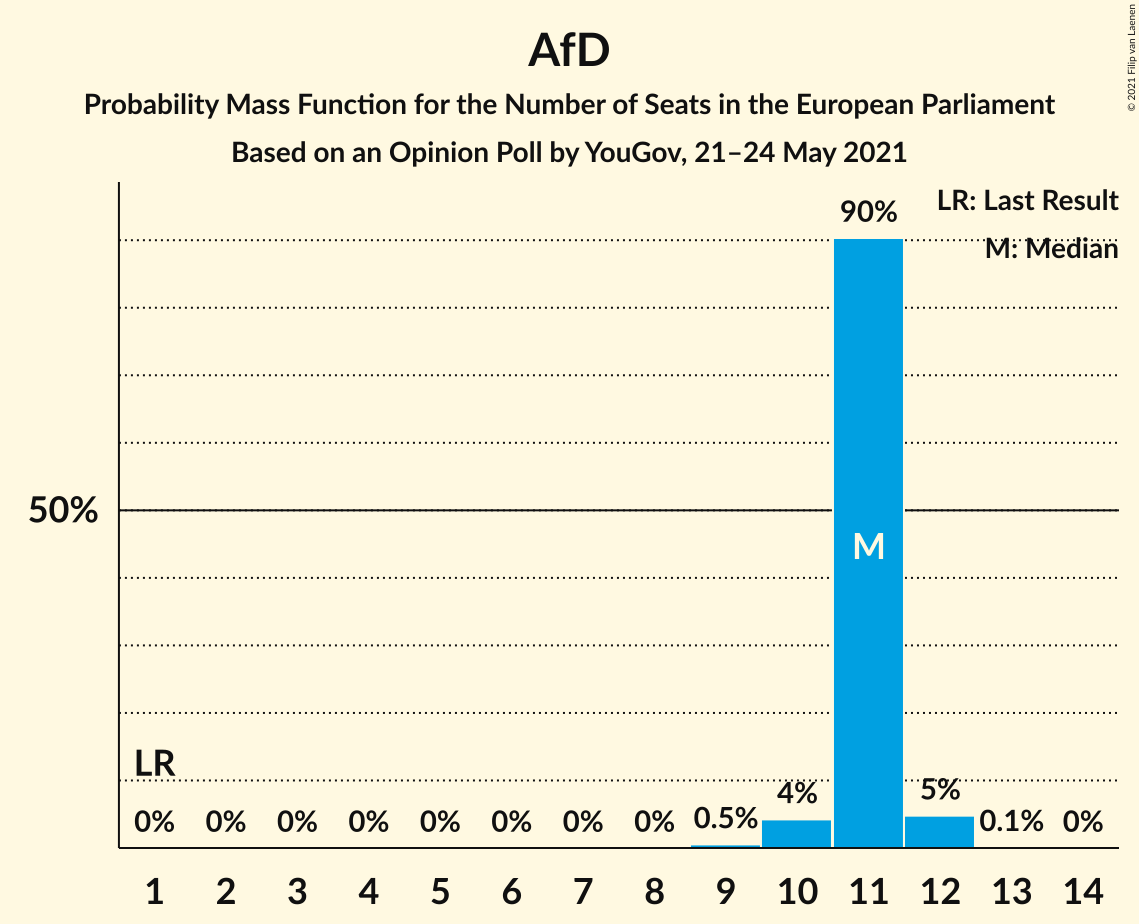 AfD
Probability Mass Function for the Number of Seats in the European Parliament
Based on an Opinion Poll by YouGov, 21–24 May 2021
© 2021 Filip van Laenen
LR: Last Result
M: Median
90%
50%
M
LR
0% 0% 0% 0% 0% 0% 0% 0% 0.5% 4% 5% 0.1% 0%
1 2 3 4 5 6 7 8 9 10 11 12 13 14